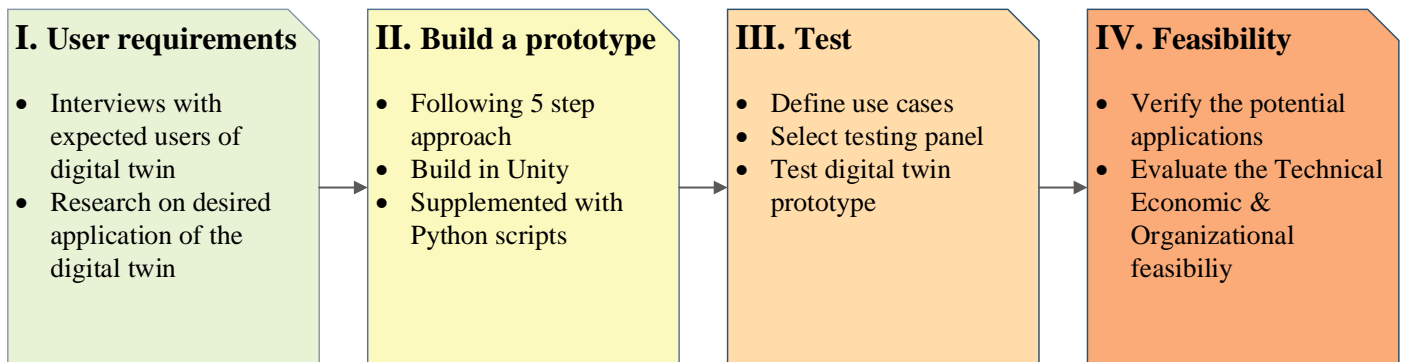 I. User requirements
• Interviews with
expected users of
digital twin
• Research on desired
application of the
digital twin
II. Build a prototype
• Following 5 step
approach
• Build in Unity
• Supplemented with
Python scripts
III. Test
• Define use cases
• Select testing panel
• Test digital twin
prototype
IV. Feasibility
• Verify the potential
applications
• Evaluate the Technical
Economic &
Organizational
feasibiliy